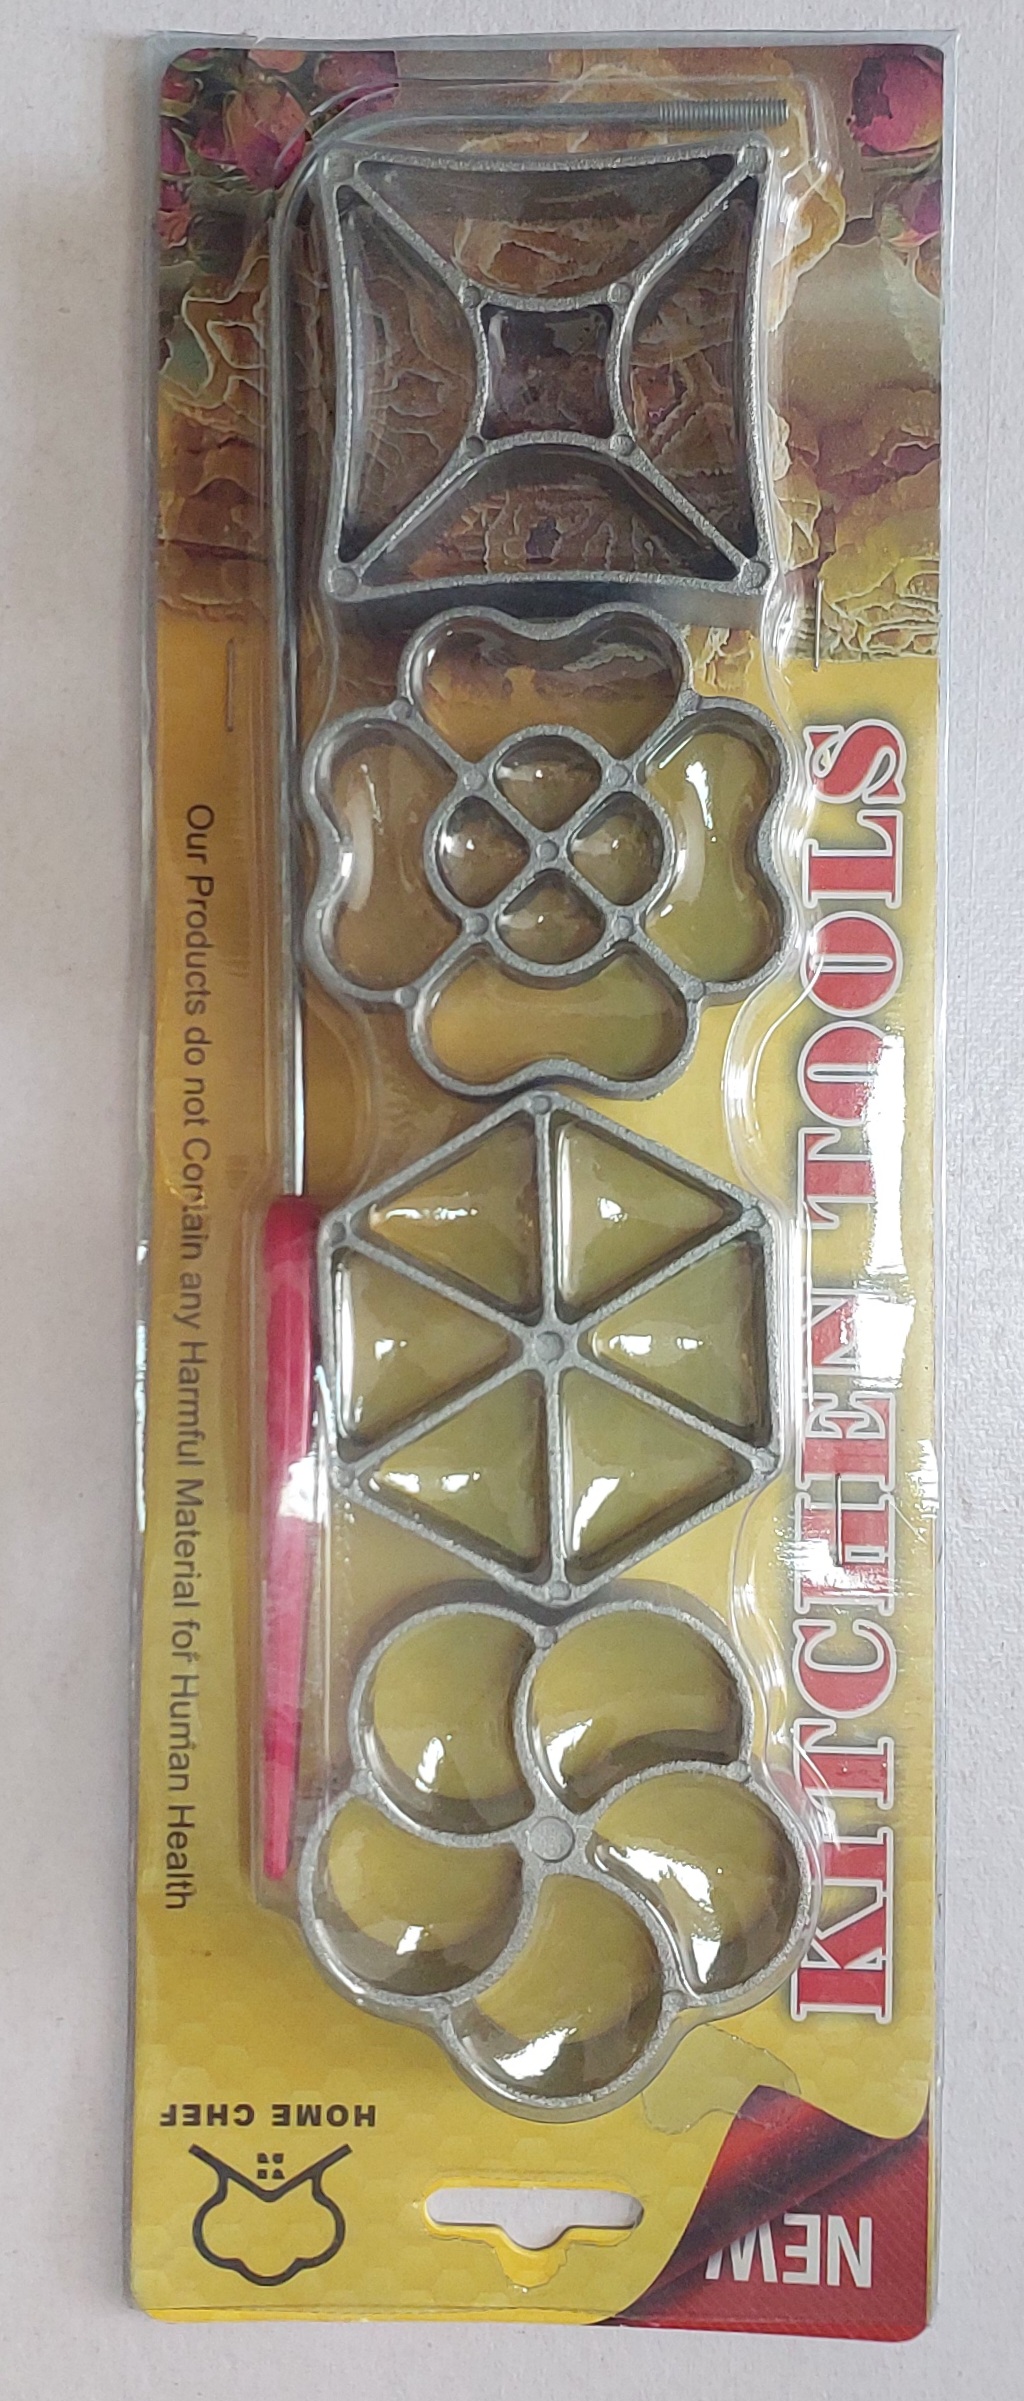 NEW
HOME CHEF
KITCHEN TOOLS
Our Products do not Contain any Harmful Material for Human Health